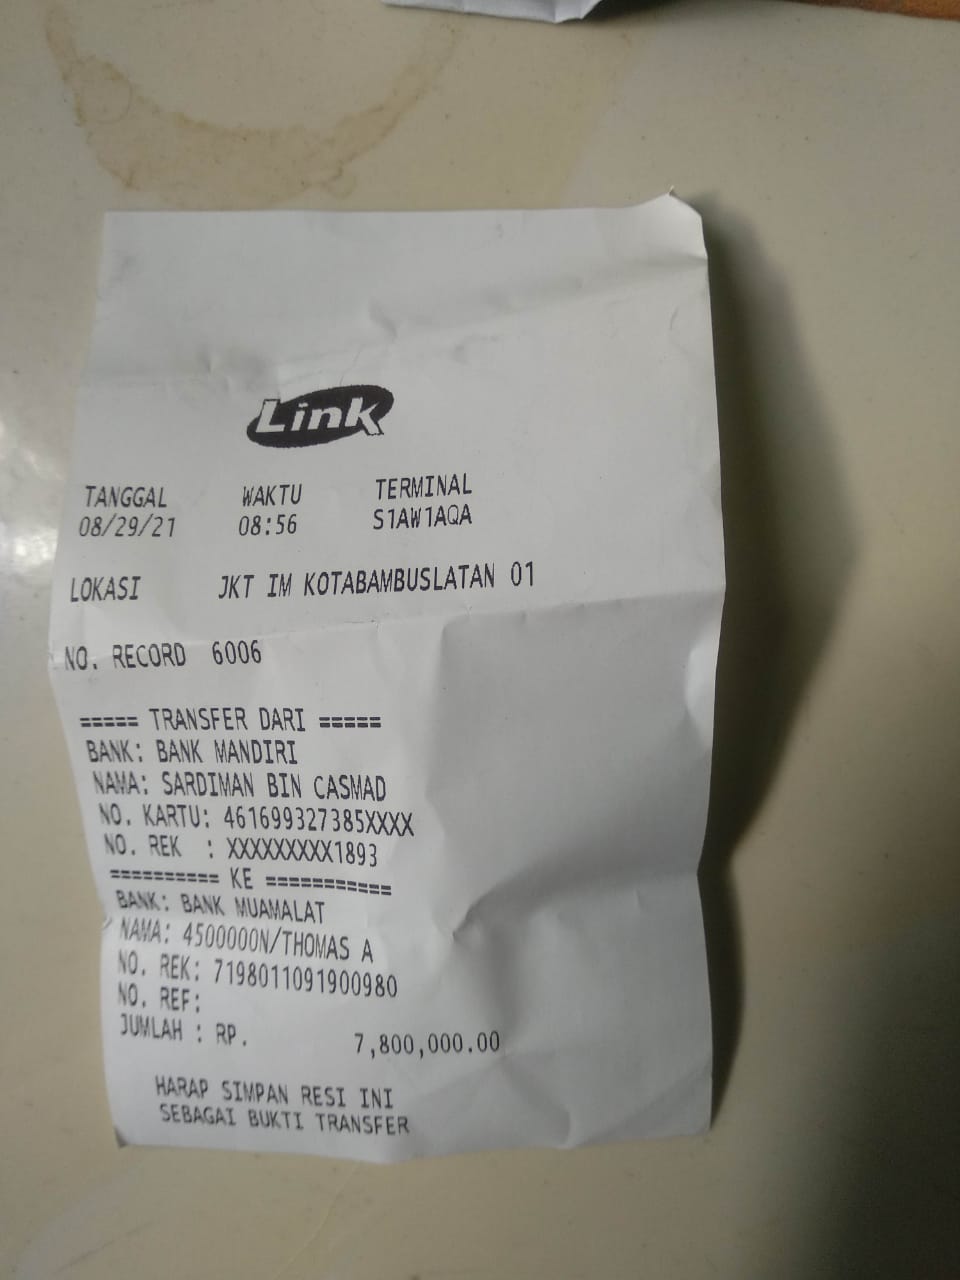 Link
TANGGAL WAKTU TERMINAL
08/29/21 08:56 S1AW1AQA
LOKASI JKT IM KOTABAMBUSLATAN 01
NO. RECORD 6006
===== TRANSFER DARI =====
BANK: BANK MANDIRI
NAMA: SARDIMAN BIN CASMAD
NO. KARTU: 461699327385XXXX
NO. REK : XXXXXXXXX1893
========== KE ===========
BANK: BANK MUAMALAT
NAMA: 4500000N/THOMAS A
NO. REK: 7198011091900980
NO. REF:
JUMLAH : RP. 7,800,000.00
HARAP SIMPAN RESI INI
SEBAGAI BUKTI TRANSFER